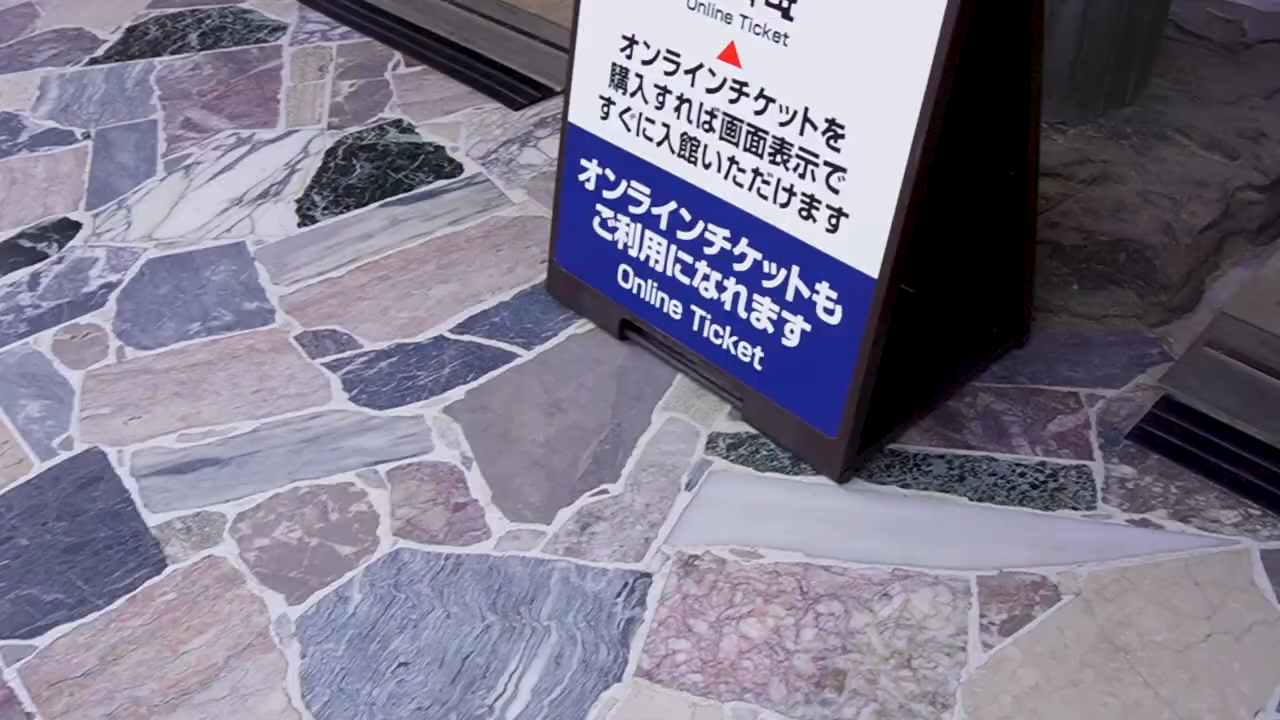 Online Ticket
オンラインチケットを
購入すれば画面表示で
すぐに入館いただけます
オンラインチケットも
ご利用になれます
Online Ticket